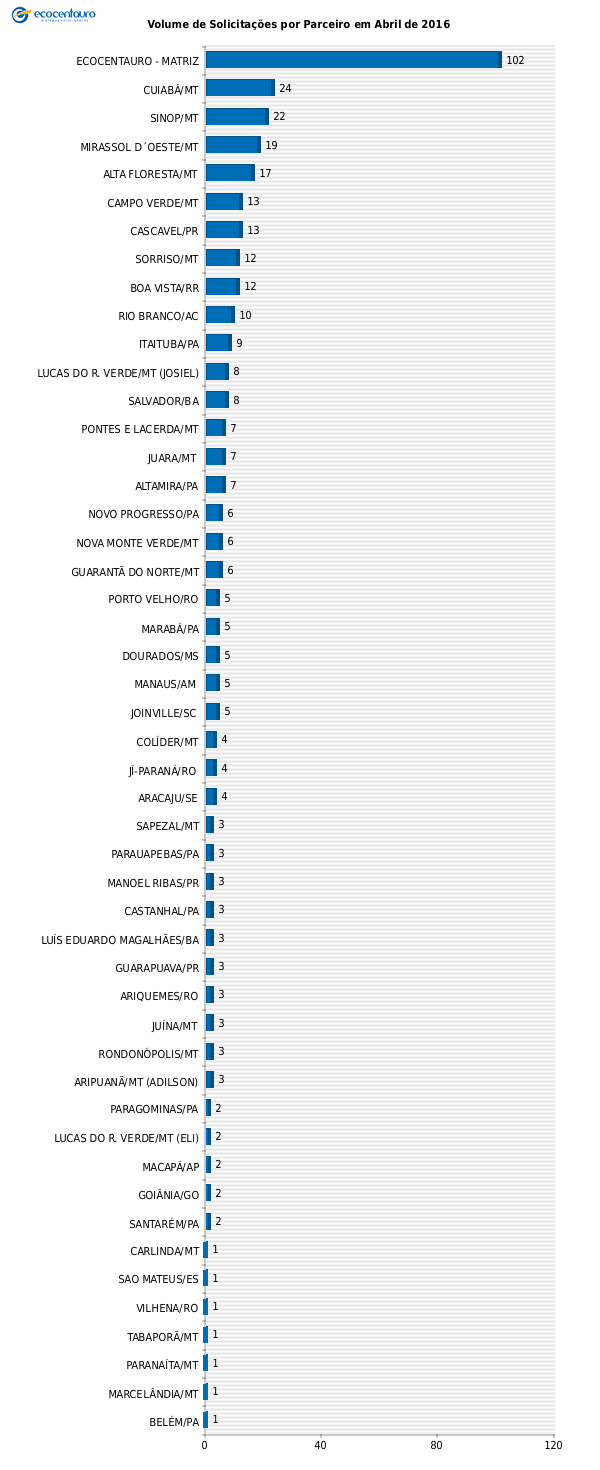 ecocentauro
Volume de Solicitações por Parceiro em Abril de 2016
ECOCENTAURO - MATRIZ 102
CUIABÁ/MT 24
SINOP/MT 22
MIRASSOL D´OESTE/MT 19
ALTA FLORESTA/MT 17
CAMPO VERDE/MT 13
CASCAVEL/PR 13
SORRISO/MT 12
BOA VISTA/RR 12
RIO BRANCO/AC 10
ITAITUBA/PA 9
LUCAS DO R. VERDE/MT (JOSIEL) 8
SALVADOR/BA 8
PONTES E LACERDA/MT 7
JUARA/MT 7
ALTAMIRA/PA 7
NOVO PROGRESSO/PA 6
NOVA MONTE VERDE/MT 6
GUARANTÃ DO NORTE/MT 6
PORTO VELHO/RO 5
MARABÁ/PA 5
DOURADOS/MS 5
MANAUS/AM 5
JOINVILLE/SC 5
COLÍDER/MT 4
JÍ-PARANÁ/RO 4
ARACAJU/SE 4
SAPEZAL/MT 3
PARAUAPEBAS/PA 3
MANOEL RIBAS/PR 3
CASTANHAL/PA 3
LUÍS EDUARDO MAGALHÃES/BA 3
GUARAPUAVA/PR 3
ARIQUEMES/RO 3
JUÍNA/MT 3
RONDONÓPOLIS/MT 3
ARIPUANÃ/MT (ADILSON) 3
PARAGOMINAS/PA 2
LUCAS DO R. VERDE/MT (ELI) 2
MACAPÁ/AP 2
GOIÂNIA/GO 2
SANTARÉM/PA 2
CARLINDA/MT 1
SAO MATEUS/ES 1
VILHENA/RO 1
TABAPORÃ/MT 1
PARANAÍTA/MT 1
MARCELÂNDIA/MT 1
BELÉM/PA 1
0 40 80 120